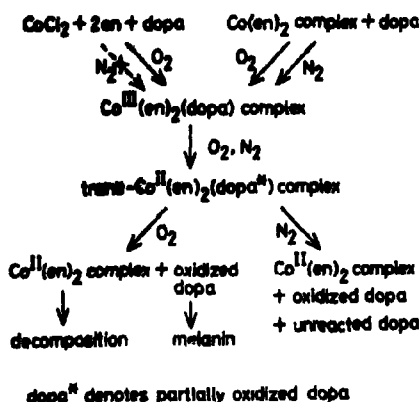 CoCl2 + 2en + dopa Co(en)2 complex + dopa
N2 O2 O2 N2
CoIII(en)2(dopa) complex
O2, N2
trans-CoII(en)2(dopa*) complex
O2 N2
CoII(en)2 complex + oxidized dopa
CoII(en)2 complex + oxidized dopa + unreacted dopa
decomposition melanin
dopa* denotes partially oxidized dopa